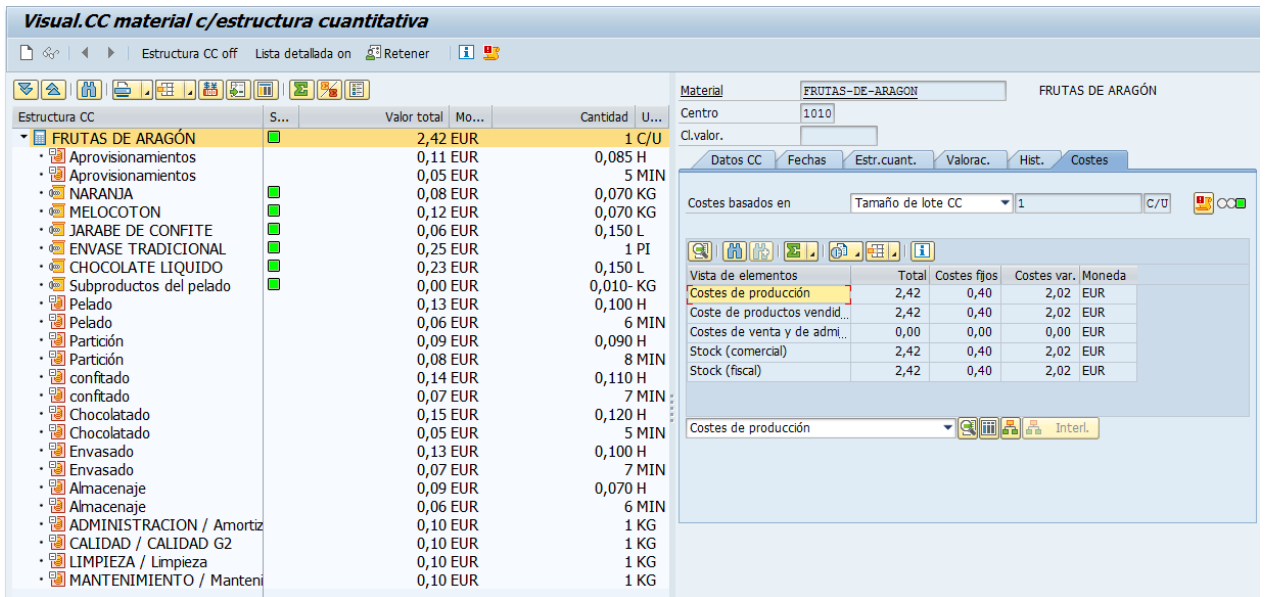 Visual.CC material c/estructura cuantitativa
Estructura CC off Lista detallada on Retener
Estructura CC S... Valor total Mo... Cantidad U...
FRUTAS DE ARAGÓN 2,42 EUR 1 C/U
Aprovisionamientos 0,11 EUR 0,085 H
Aprovisionamientos 0,05 EUR 5 MIN
NARANJA 0,08 EUR 0,070 KG
MELOCOTON 0,12 EUR 0,070 KG
JARABE DE CONFITE 0,06 EUR 0,150 L
ENVASE TRADICIONAL 0,25 EUR 1 PI
CHOCOLATE LIQUIDO 0,23 EUR 0,150 L
Subproductos del pelado 0,00 EUR 0,010- KG
Pelado 0,13 EUR 0,100 H
Pelado 0,06 EUR 6 MIN
Partición 0,09 EUR 0,090 H
Partición 0,08 EUR 8 MIN
confitado 0,14 EUR 0,110 H
confitado 0,07 EUR 7 MIN
Chocolatado 0,15 EUR 0,120 H
Chocolatado 0,05 EUR 5 MIN
Envasado 0,13 EUR 0,100 H
Envasado 0,07 EUR 7 MIN
Almacenaje 0,09 EUR 0,070 H
Almacenaje 0,06 EUR 6 MIN
ADMINISTRACION / Amortiz 0,10 EUR 1 KG
CALIDAD / CALIDAD G2 0,10 EUR 1 KG
LIMPIEZA / Limpieza 0,10 EUR 1 KG
MANTENIMIENTO / Manteni 0,10 EUR 1 KG
Material FRUTAS-DE-ARAGON FRUTAS DE ARAGÓN
Centro 1010
Cl.valor.
Datos CC Fechas Estr.cuant. Valorac. Hist. Costes
Costes basados en Tamaño de lote CC 1 C/U
Vista de elementos Total Costes fijos Costes var. Moneda
Costes de producción 2,42 0,40 2,02 EUR
Coste de productos vendid... 2,42 0,40 2,02 EUR
Costes de venta y de admi... 0,00 0,00 0,00 EUR
Stock (comercial) 2,42 0,40 2,02 EUR
Stock (fiscal) 2,42 0,40 2,02 EUR
Costes de producción Interl.